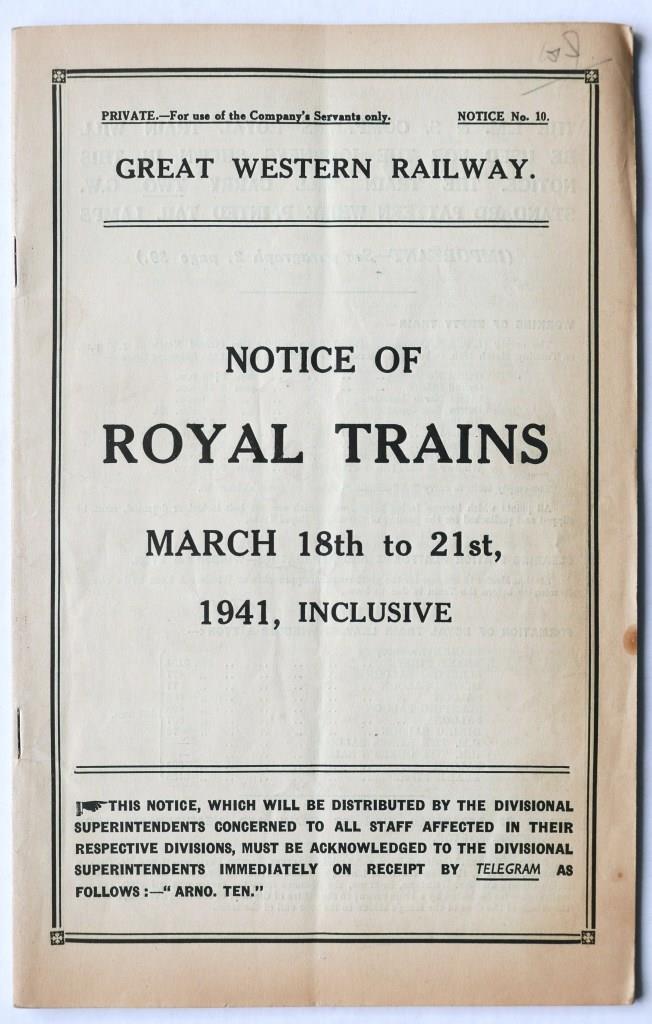 PRIVATE.—For use of the Company's Servants only. NOTICE No. 10.
GREAT WESTERN RAILWAY.
NOTICE OF
ROYAL TRAINS
MARCH 18th to 21st,
1941, INCLUSIVE
THIS NOTICE, WHICH WILL BE DISTRIBUTED BY THE DIVISIONAL
SUPERINTENDENTS CONCERNED TO ALL STAFF AFFECTED IN THEIR
RESPECTIVE DIVISIONS, MUST BE ACKNOWLEDGED TO THE DIVISIONAL
SUPERINTENDENTS IMMEDIATELY ON RECEIPT BY TELEGRAM AS
FOLLOWS :—" ARNO. TEN."